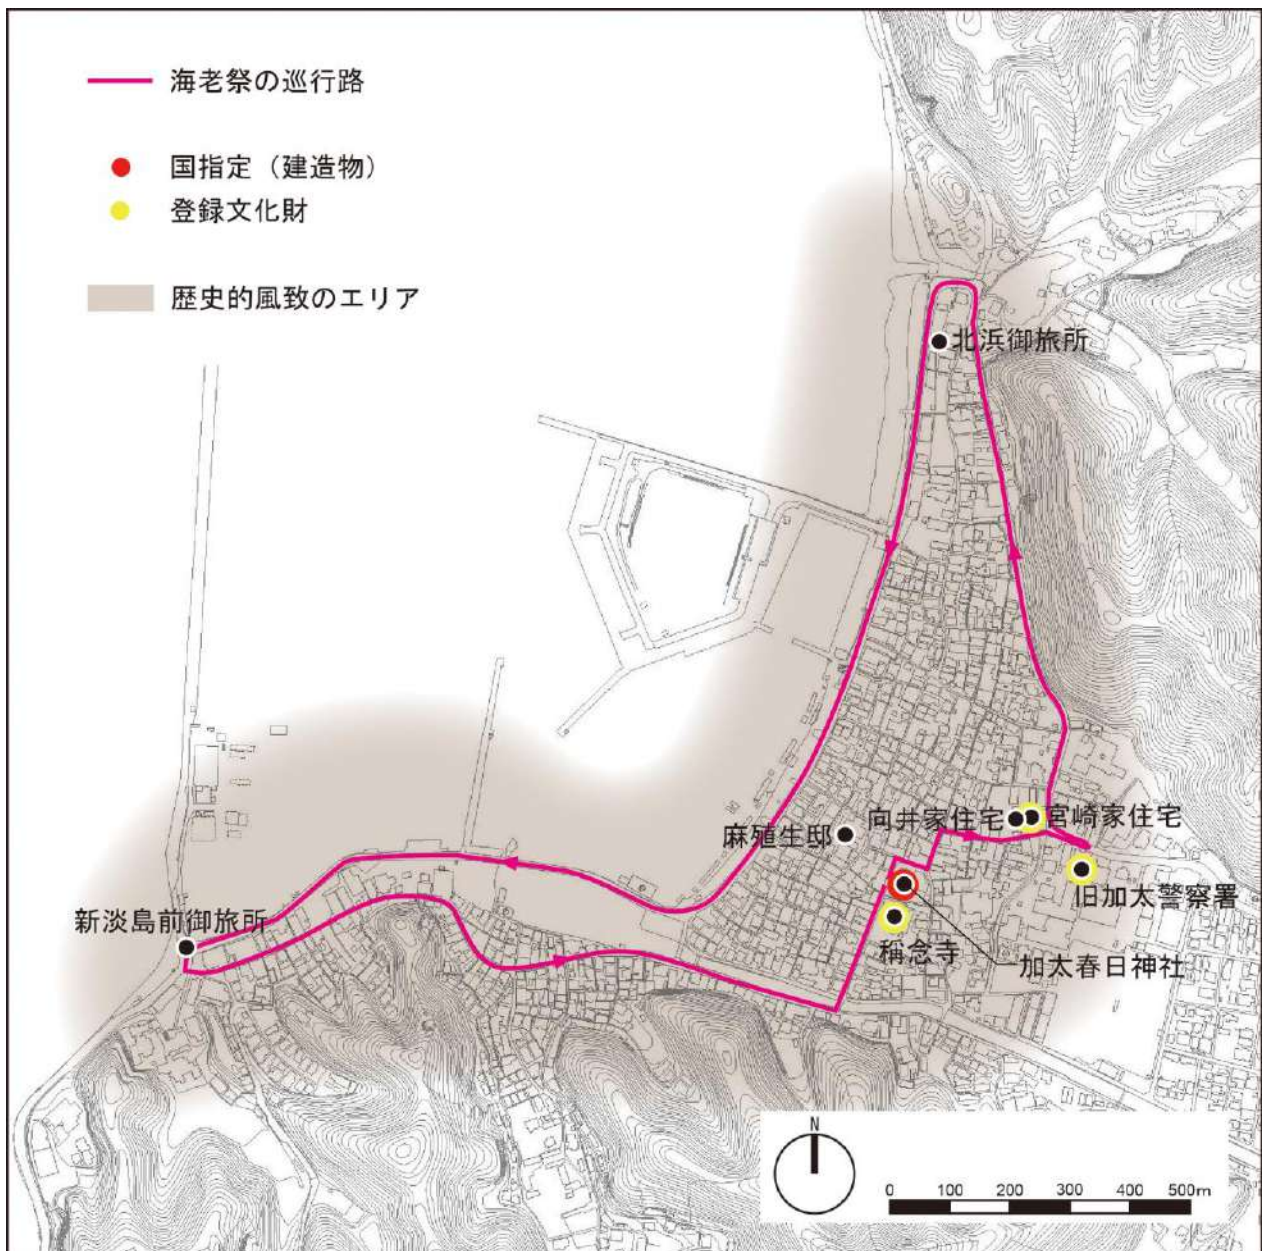 海老祭の巡行路
国指定（建造物）
登録文化財
歴史的風致のエリア
北浜御旅所
向井家住宅
宮崎家住宅
麻殖生邸
旧加太警察署
新淡島前御旅所
稱念寺
加太春日神社
N
0 100 200 300 400 500m